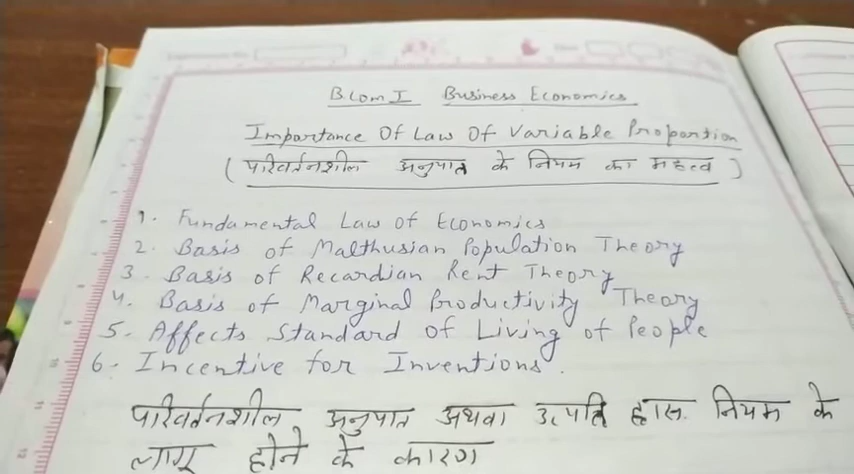 B.Com I Business Economics
Importance Of Law Of Variable Proportion
(परिवर्तनशील अनुपात के नियम का महत्व)
1. Fundamental Law of Economics
2. Basis of Malthusian Population Theory
3. Basis of Recardian Rent Theory
4. Basis of Marginal Productivity Theory
5. Affects Standard of Living of People
6. Incentive for Inventions.
परिवर्तनशील अनुपात अथवा उत्पत्ति ह्रास नियम के
लागू होने के कारण